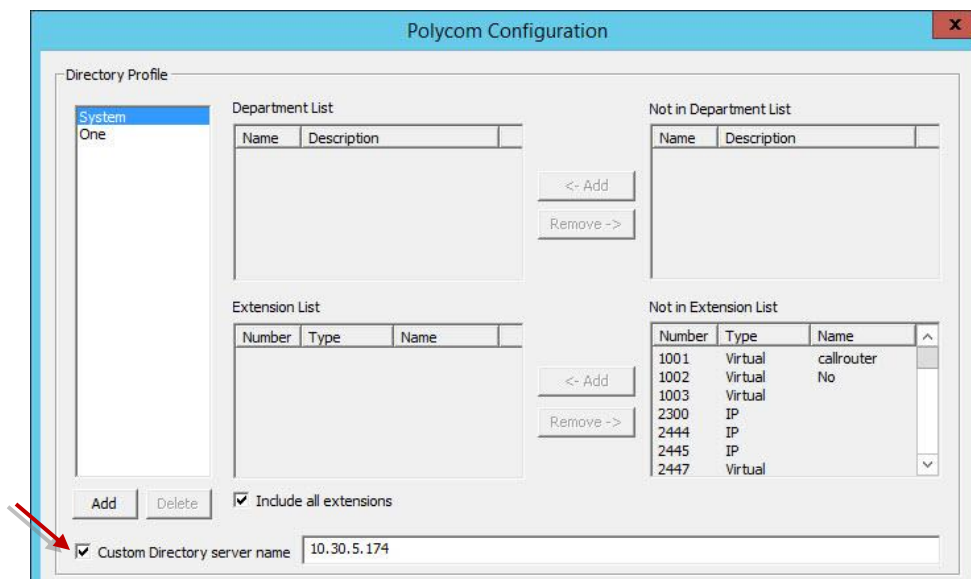 Polycom Configuration
x
Directory Profile
System
One
Department List
Name Description
<- Add
Remove ->
Not in Department List
Name Description
Extension List
Number Type Name
<- Add
Remove ->
Not in Extension List
Number Type Name
1001 Virtual callrouter
1002 Virtual No
1003 Virtual
2300 IP
2444 IP
2445 IP
2447 Virtual
Add Delete
Include all extensions
Custom Directory server name 10.30.5.174